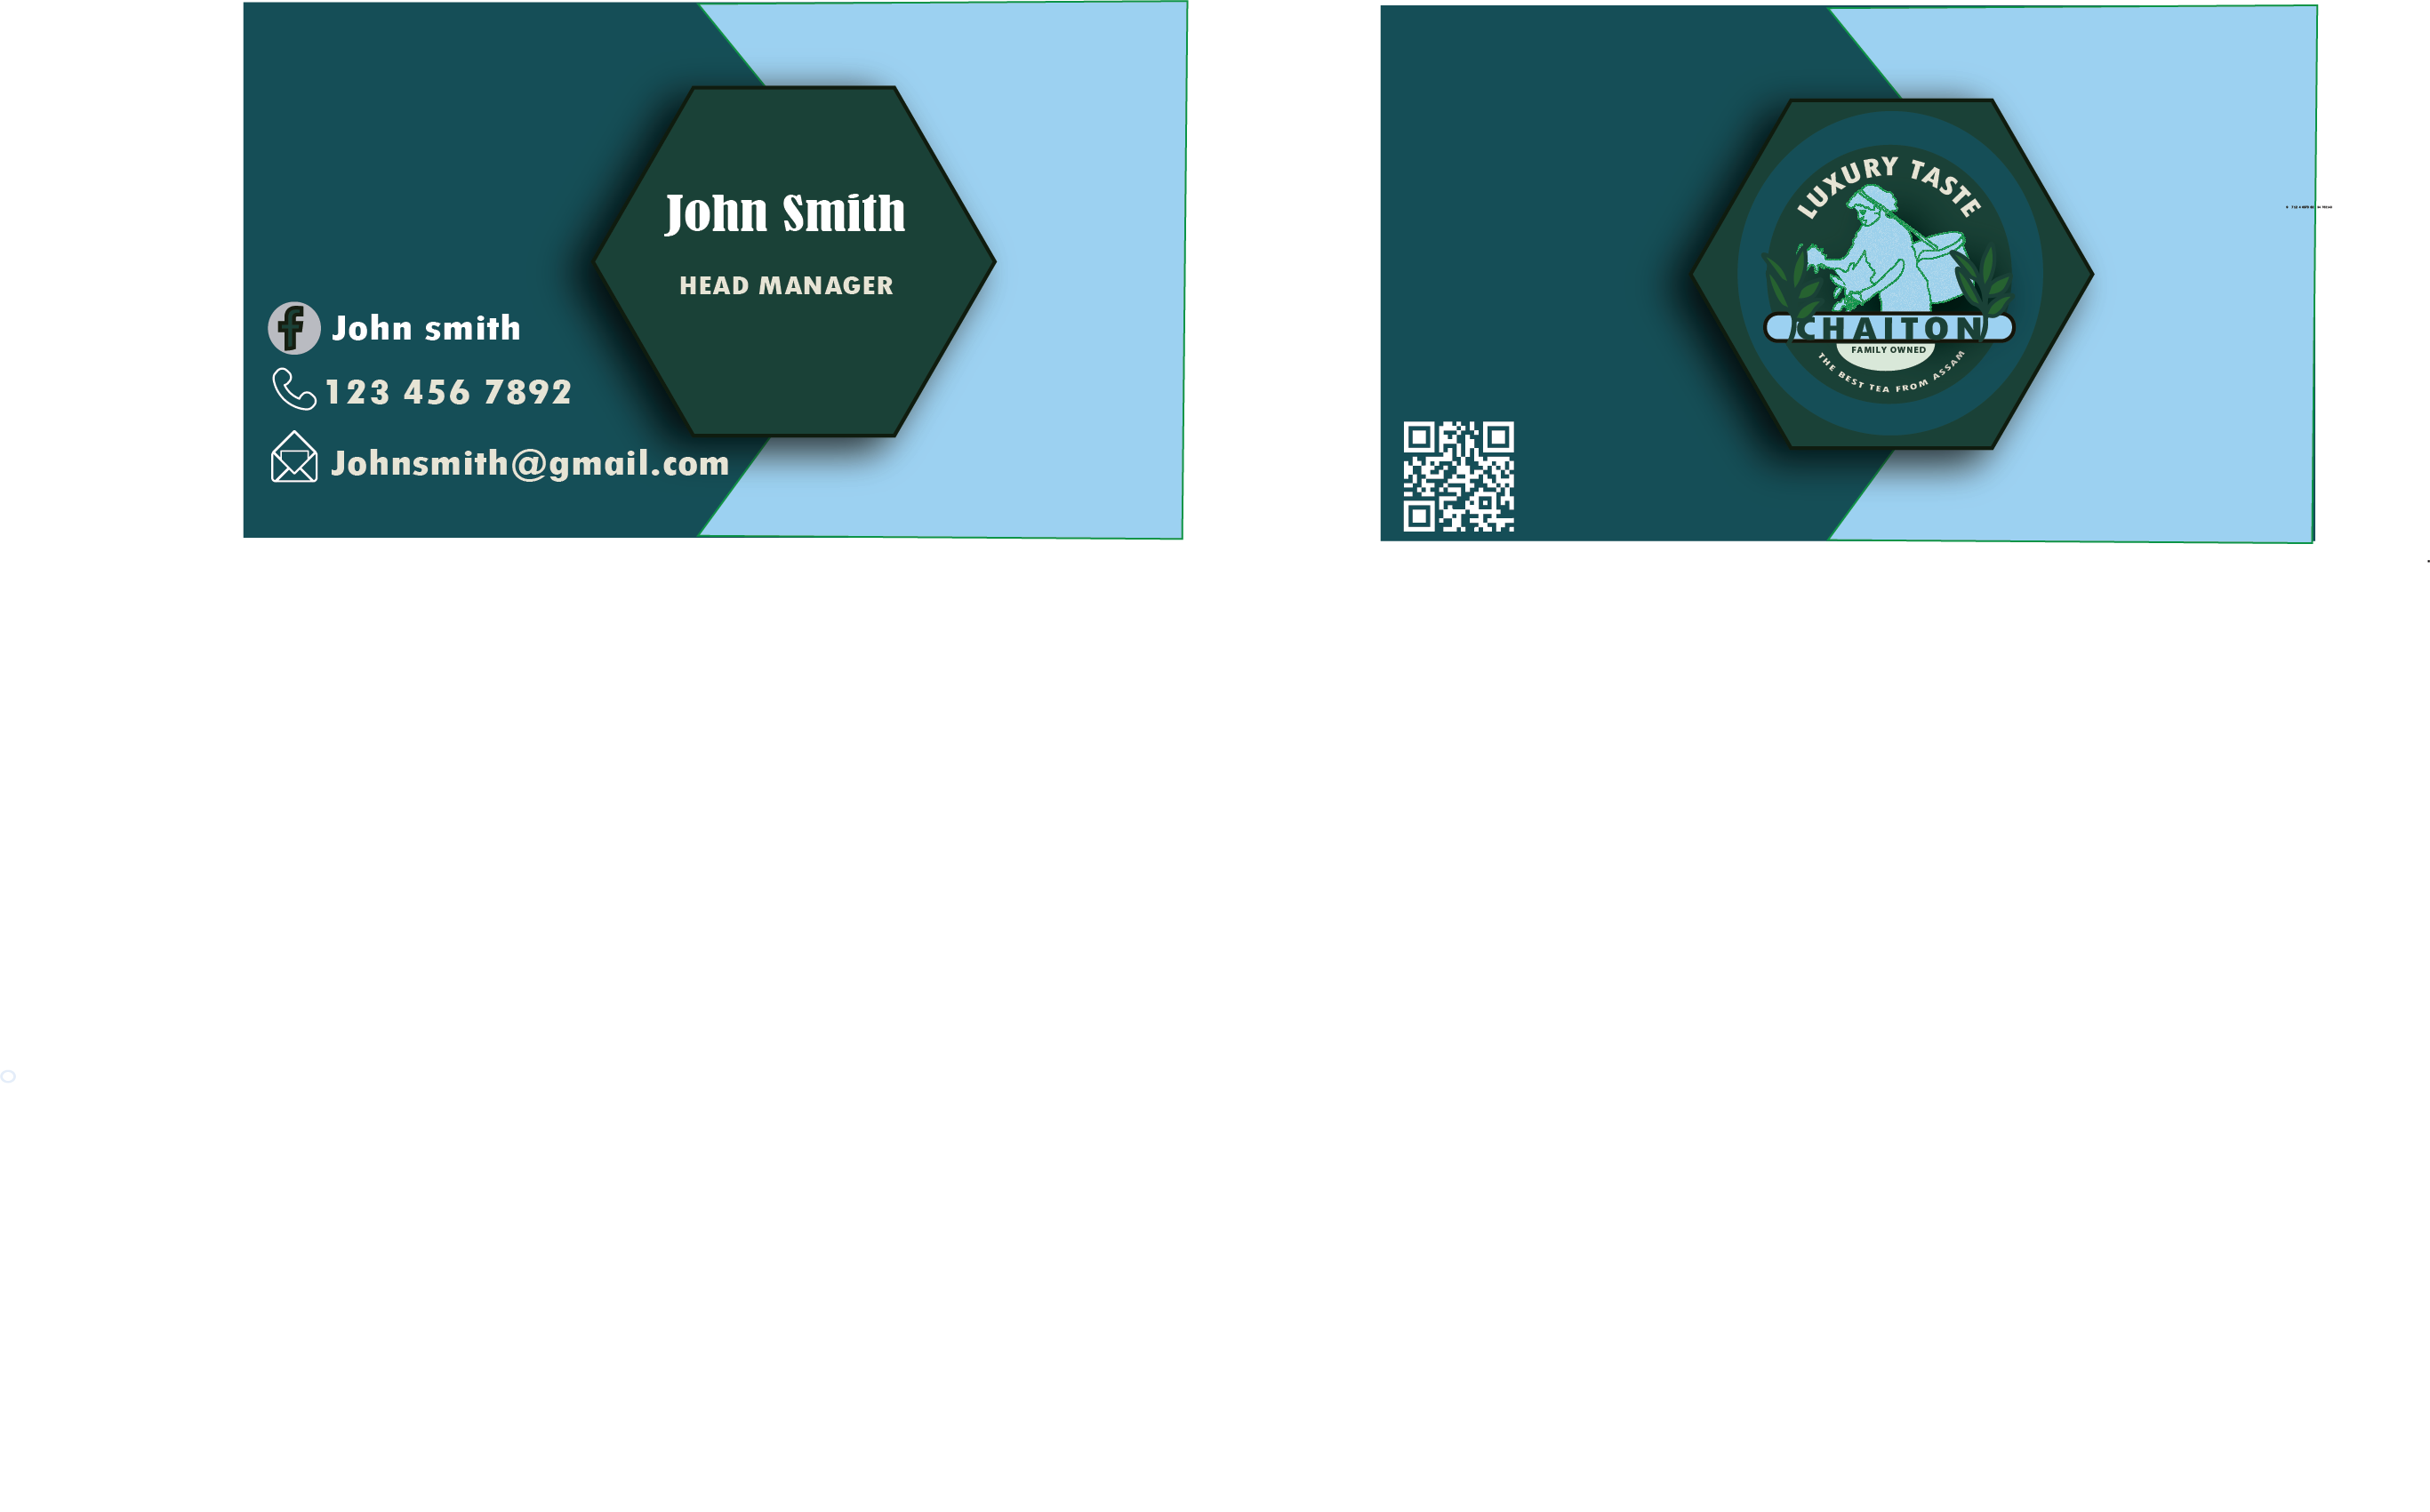 John Smith
HEAD MANAGER
John smith
123 456 7892
Johnsmith@gmail.com
LUXURY TASTE
CHAITON
FAMILY OWNED
THE BEST TEA FROM ASSAM